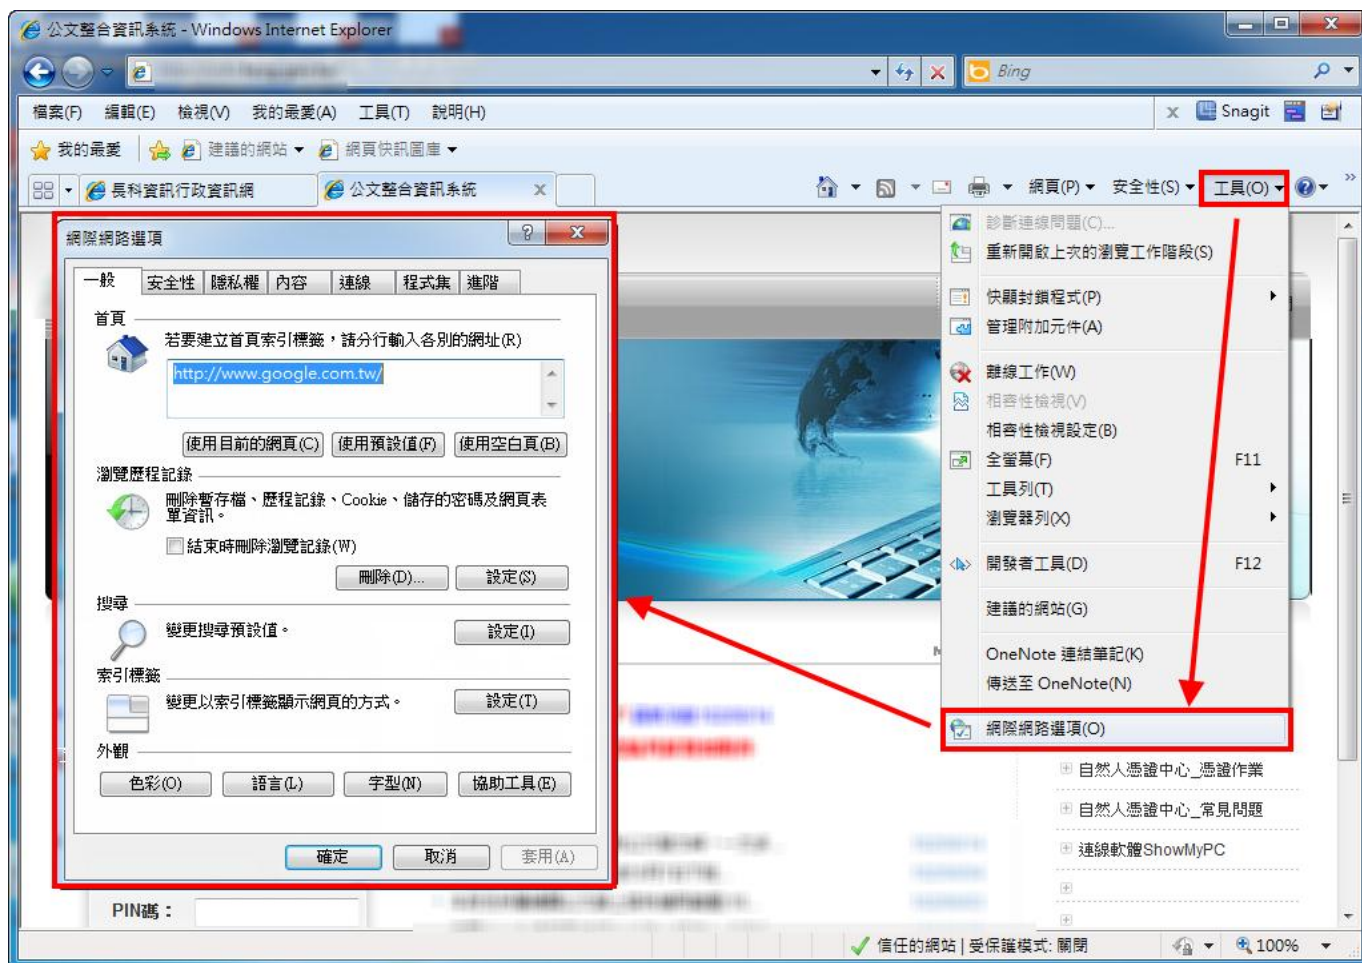 公文整合資訊系統 - Windows Internet Explorer
Bing
檔案(F) 編輯(E) 檢視(V) 我的最愛(A) 工具(T) 說明(H)
x Snagit
我的最愛 建議的網站 網頁快訊圖庫
長科資訊行政資訊網 公文整合資訊系統 x
網頁(P) 安全性(S) 工具(O)
網際網路選項
一般 安全性 隱私權 內容 連線 程式集 進階
首頁
若要建立首頁索引標籤，請分行輸入各別的網址(R)
http://www.google.com.tw/
使用目前的網頁(C) 使用預設值(F) 使用空白頁(B)
瀏覽歷程記錄
刪除暫存檔、歷程記錄、Cookie、儲存的密碼及網頁表
單資訊。
結束時刪除瀏覽記錄(W)
刪除(D)... 設定(S)
搜尋
變更搜尋預設值。
設定(I)
索引標籤
變更以索引標籤顯示網頁的方式。
設定(T)
外觀
色彩(O) 語言(L) 字型(N) 協助工具(E)
確定 取消 套用(A)
診斷連線問題(C)...
重新開啟上次的瀏覽工作階段(S)
快顯封鎖程式(P)
管理附加元件(A)
離線工作(W)
相容性檢視(V)
相容性檢視設定(B)
全螢幕(F) F11
工具列(T)
瀏覽器列(X)
開發者工具(D) F12
建議的網站(G)
OneNote 連結筆記(K)
傳送至 OneNote(N)
網際網路選項(O)
自然人憑證中心_憑證作業
自然人憑證中心_常見問題
連線軟體ShowMyPC
PIN碼：
信任的網站 | 受保護模式: 關閉
100%